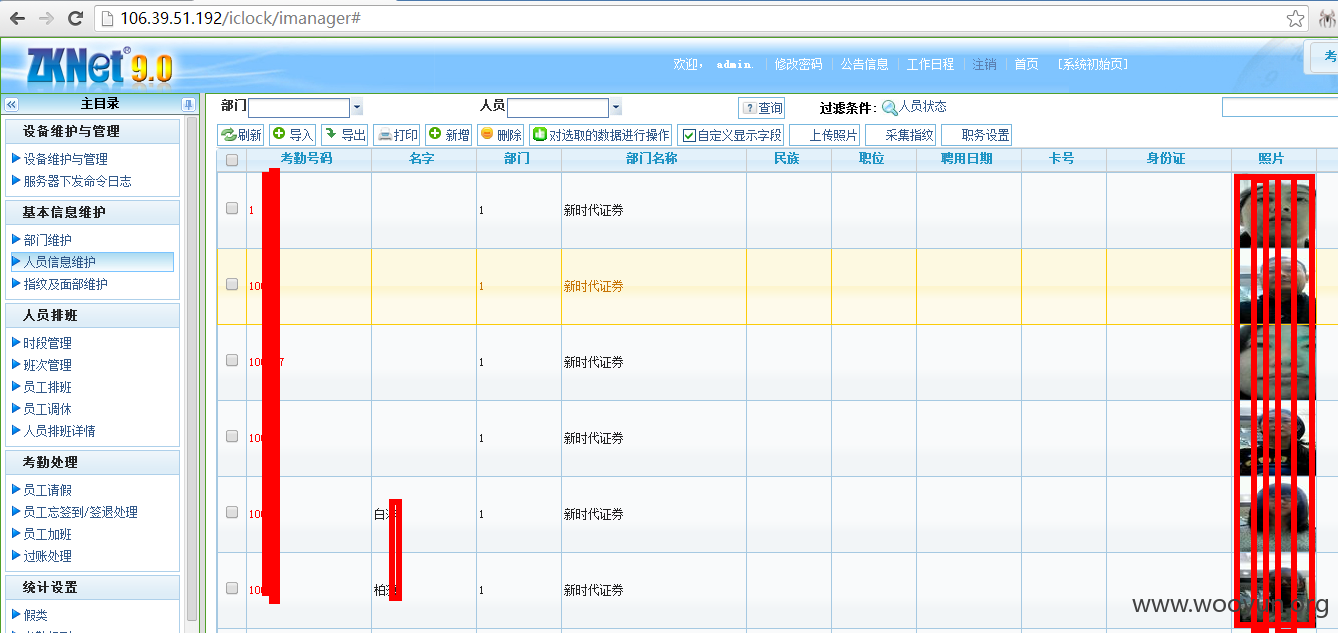 106.39.51.192/iclock/imanager#
ZKNet® 9.0
欢迎, admin. 修改密码 公告信息 工作日程 注销 首页 [系统初始页]
考
主目录
部门 人员 查询 过滤条件: 人员状态
刷新 导入 导出 打印 新增 删除 对选取的数据进行操作 自定义显示字段 上传照片 采集指纹 职务设置
设备维护与管理
设备维护与管理
服务器下发命令日志
基本信息维护
部门维护
人员信息维护
指纹及面部维护
人员排班
时段管理
班次管理
员工排班
员工调休
人员排班详情
考勤处理
员工请假
员工忘签到/签退处理
员工加班
过账处理
统计设置
假类
考勤号码 名字 部门 部门名称 民族 职位 聘用日期 卡号 身份证 照片
1 1 新时代证券
1 新时代证券
1 新时代证券
1 新时代证券
白 1 新时代证券
柏 1 新时代证券
www.wooyun.org